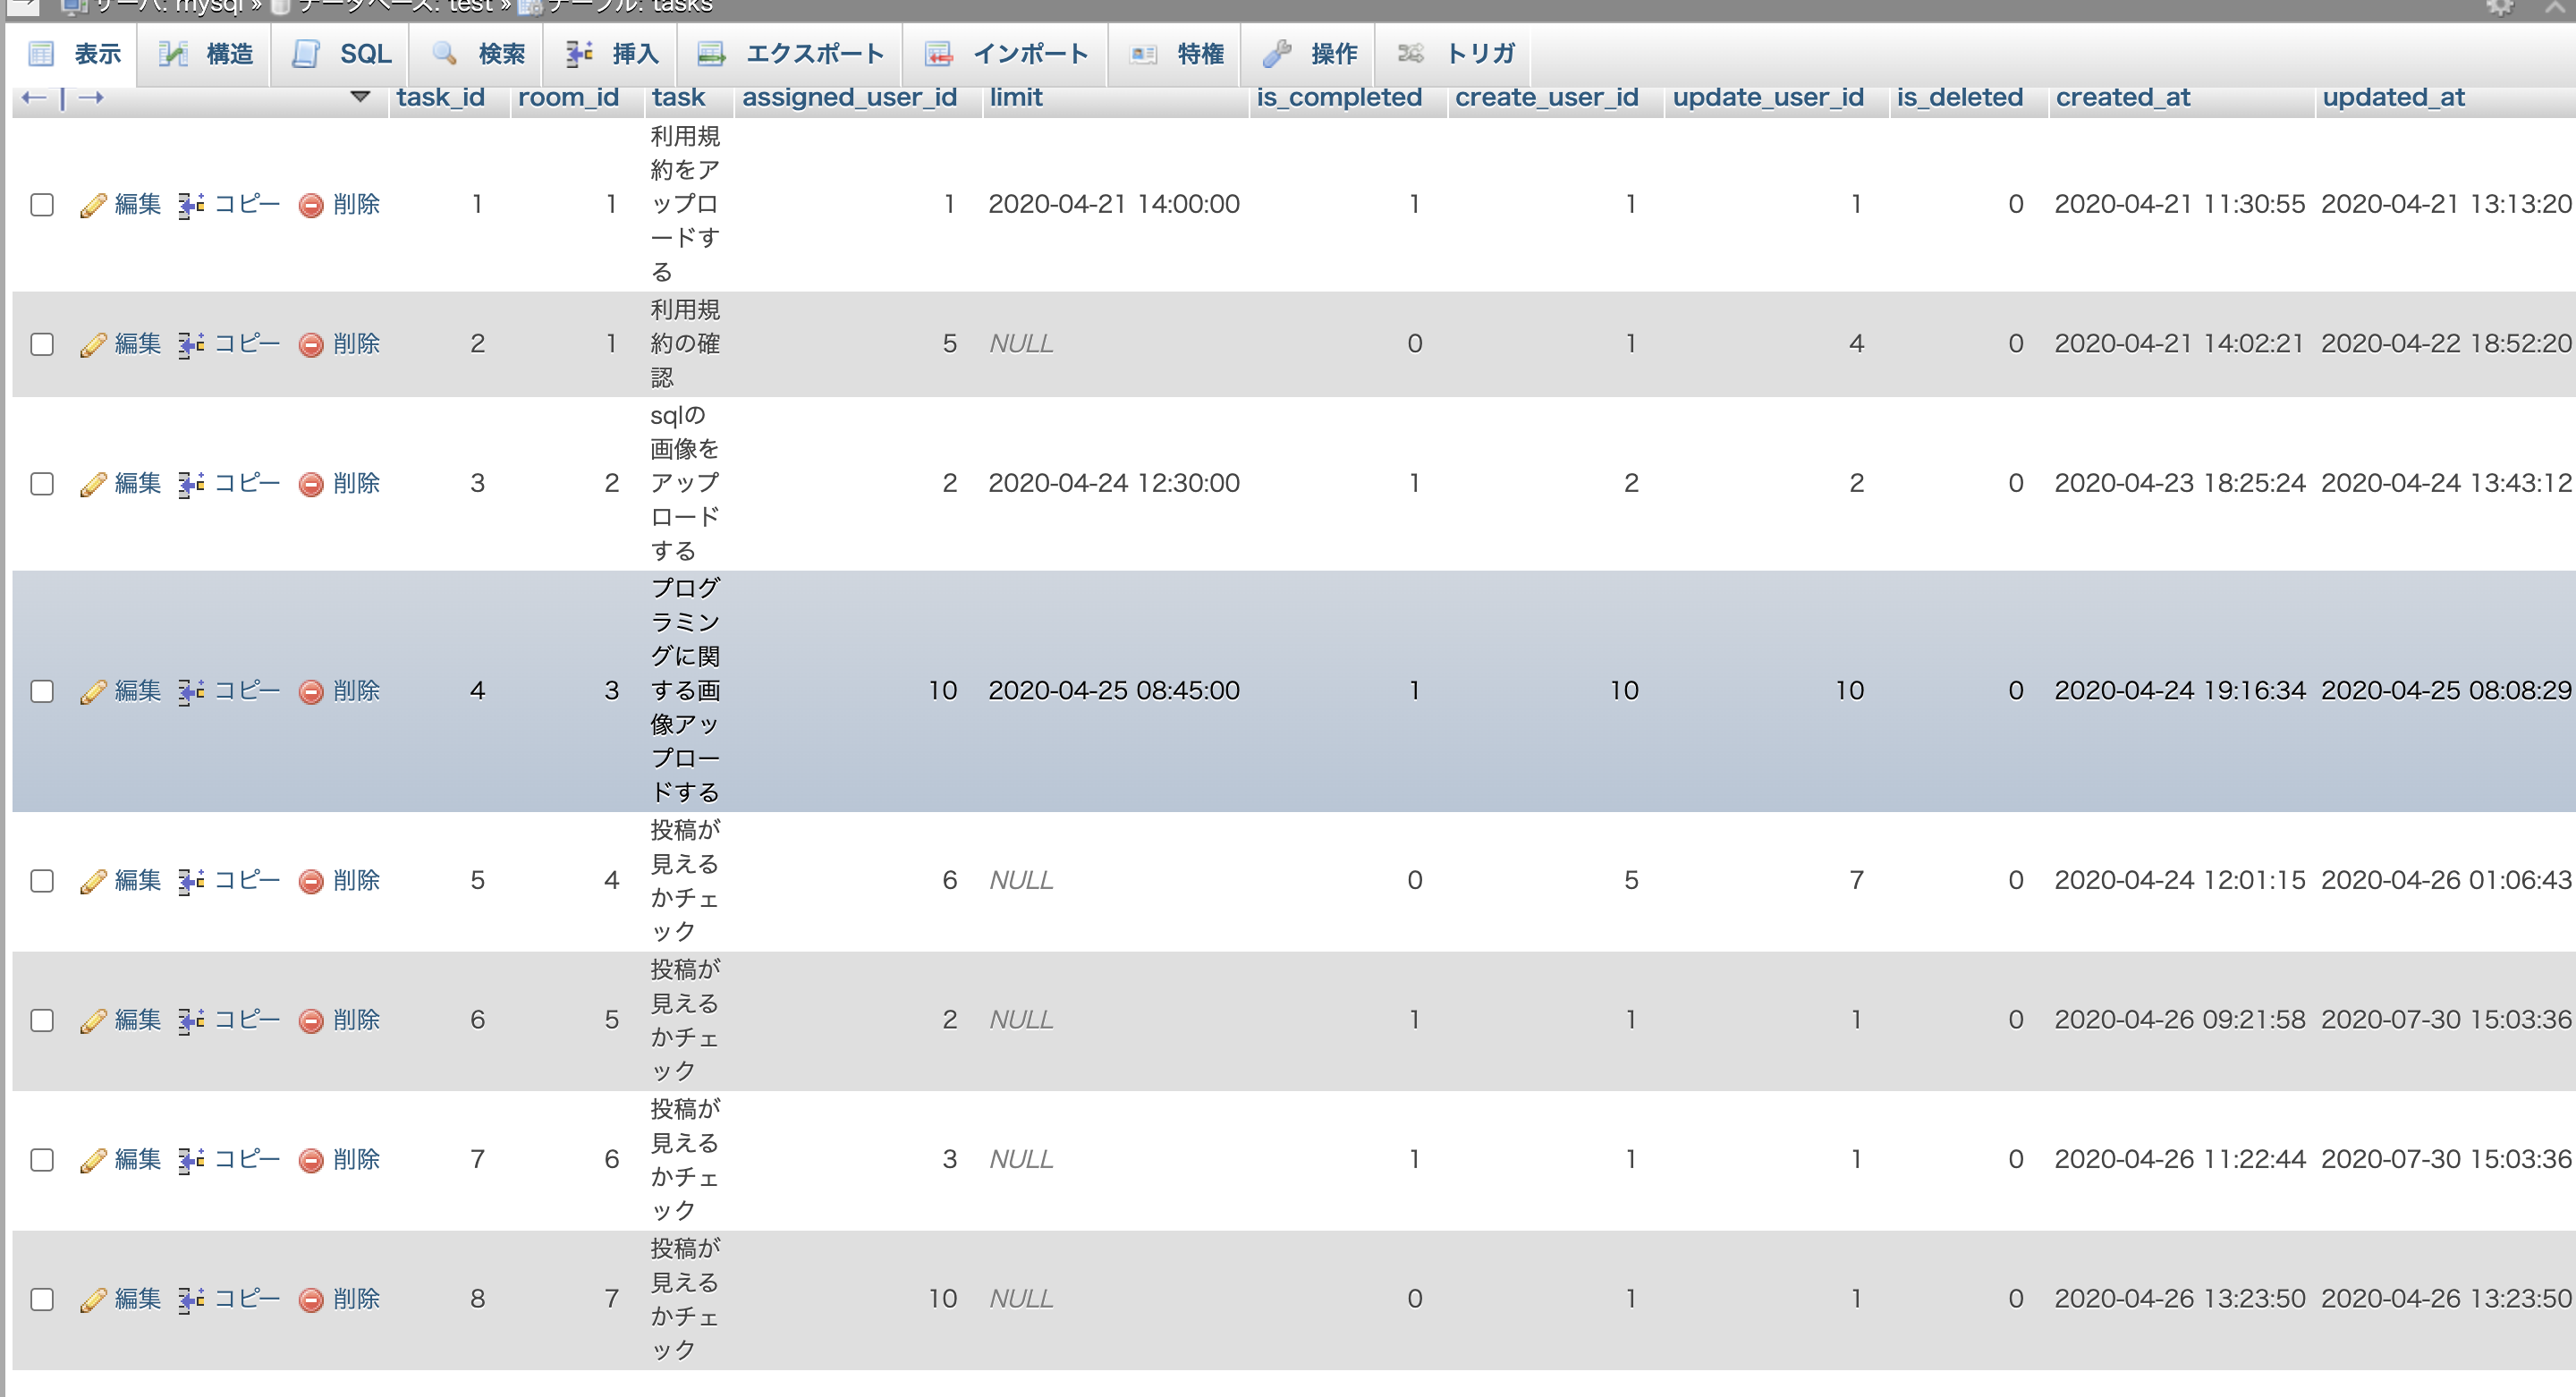 サーバ: mysql » データベース: test » テーブル: tasks
表示 構造 SQL 検索 挿入 エクスポート インポート 特権 操作 トリガ
←|→ task_id room_id task assigned_user_id limit is_completed create_user_id update_user_id is_deleted created_at updated_at
利用規
約をア
ップロ
ードす
る
編集 コピー 削除 1 1 1 2020-04-21 14:00:00 1 1 1 0 2020-04-21 11:30:55 2020-04-21 13:13:20
利用規
約の確
認
編集 コピー 削除 2 1 5 NULL 0 1 4 0 2020-04-21 14:02:21 2020-04-22 18:52:20
sqlの
画像を
アップ
ロード
する
編集 コピー 削除 3 2 2 2020-04-24 12:30:00 1 2 2 0 2020-04-23 18:25:24 2020-04-24 13:43:12
プログ
ラミン
グに関
する画
像アッ
プロー
ドする
編集 コピー 削除 4 3 10 2020-04-25 08:45:00 1 10 10 0 2020-04-24 19:16:34 2020-04-25 08:08:29
投稿が
見える
かチェ
ック
編集 コピー 削除 5 4 6 NULL 0 5 7 0 2020-04-24 12:01:15 2020-04-26 01:06:43
投稿が
見える
かチェ
ック
編集 コピー 削除 6 5 2 NULL 1 1 1 0 2020-04-26 09:21:58 2020-07-30 15:03:36
投稿が
見える
かチェ
ック
編集 コピー 削除 7 6 3 NULL 1 1 1 0 2020-04-26 11:22:44 2020-07-30 15:03:36
投稿が
見える
かチェ
ック
編集 コピー 削除 8 7 10 NULL 0 1 1 0 2020-04-26 13:23:50 2020-04-26 13:23:50